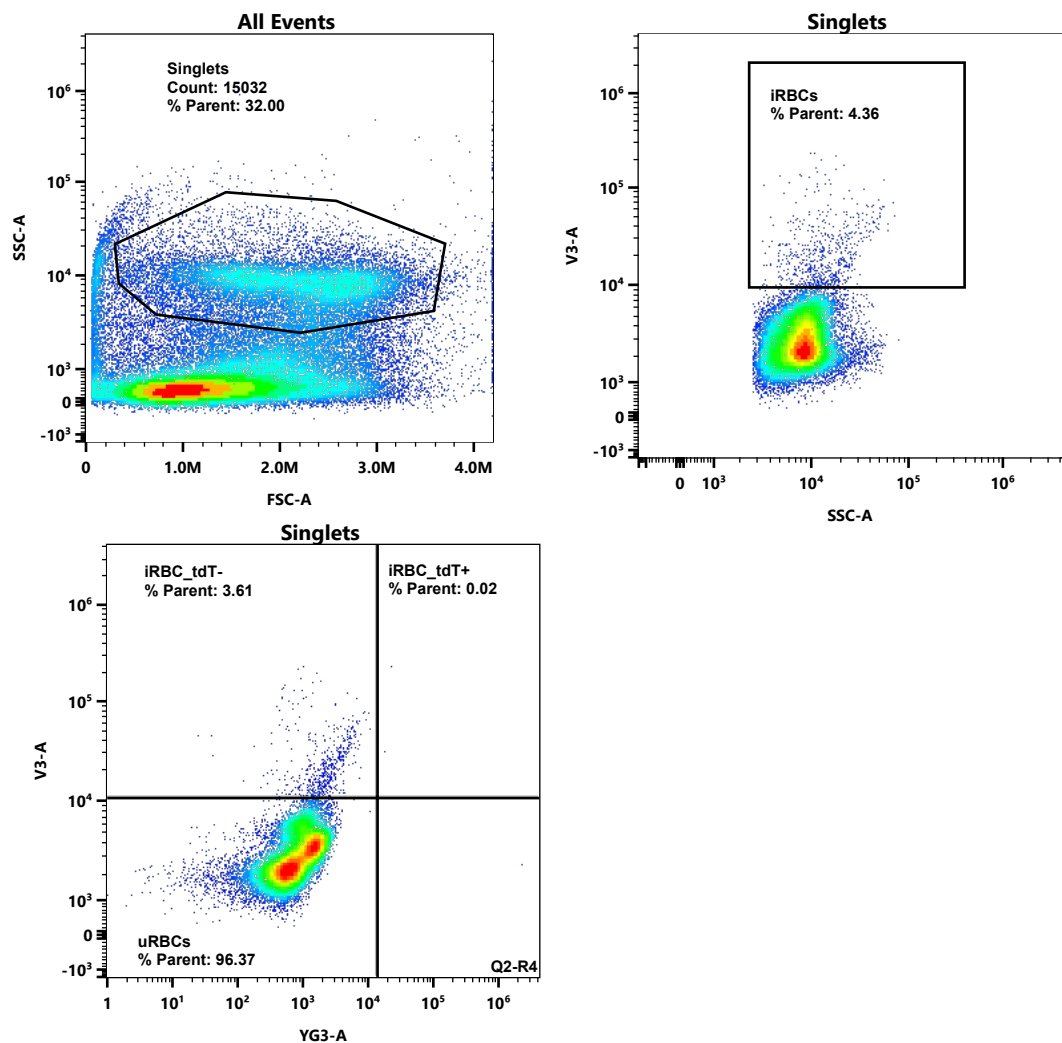 All Events
Singlets
Count: 15032
% Parent: 32.00
10⁶
10⁵
10⁴
10³
0
-10³
SSC-A
0
1.0M
2.0M
3.0M
4.0M
FSC-A
Singlets
iRBCs
% Parent: 4.36
10⁶
10⁵
10⁴
10³
0
-10³
V3-A
0
10³
10⁴
10⁵
10⁶
SSC-A
Singlets
iRBC_tdT-
% Parent: 3.61
iRBC_tdT+
% Parent: 0.02
10⁶
10⁵
10⁴
10³
0
-10³
V3-A
uRBCs
% Parent: 96.37
Q2-R4
1
10¹
10²
10³
10⁴
10⁵
10⁶
YG3-A